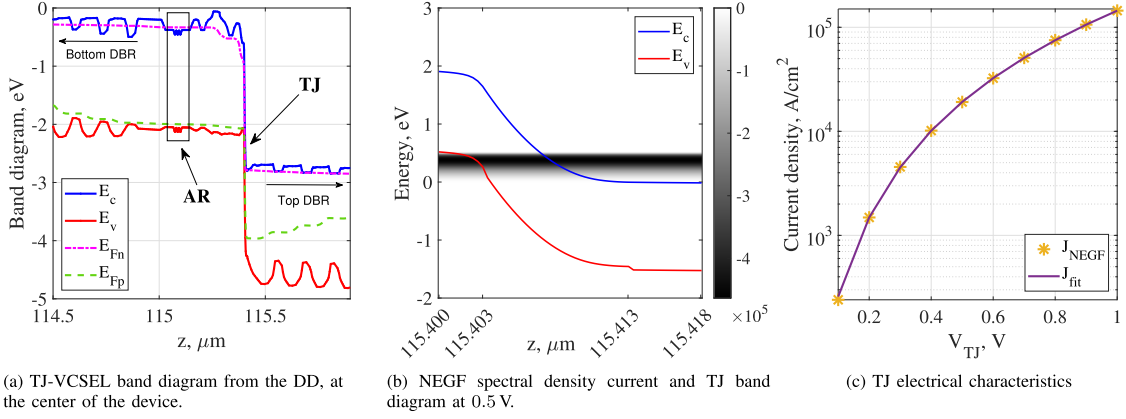 0
-1
-2
-3
-4
-5
Band diagram, eV
Bottom DBR
TJ
AR
Top DBR
E_c
E_v
E_Fn
E_Fp
114.5
115
115.5
z, μm
(a) TJ-VCSEL band diagram from the DD, at
the center of the device.
3
2
1
0
-1
-2
Energy, eV
E_c
E_v
115.400
115.403
115.413
115.418
z, μm
0
-1
-2
-3
-4
×10^5
(b) NEGF spectral density current and TJ band
diagram at 0.5 V.
10^5
10^4
10^3
Current density, A/cm^2
J_NEGF
J_fit
0.2
0.4
0.6
0.8
1
V_TJ, V
(c) TJ electrical characteristics